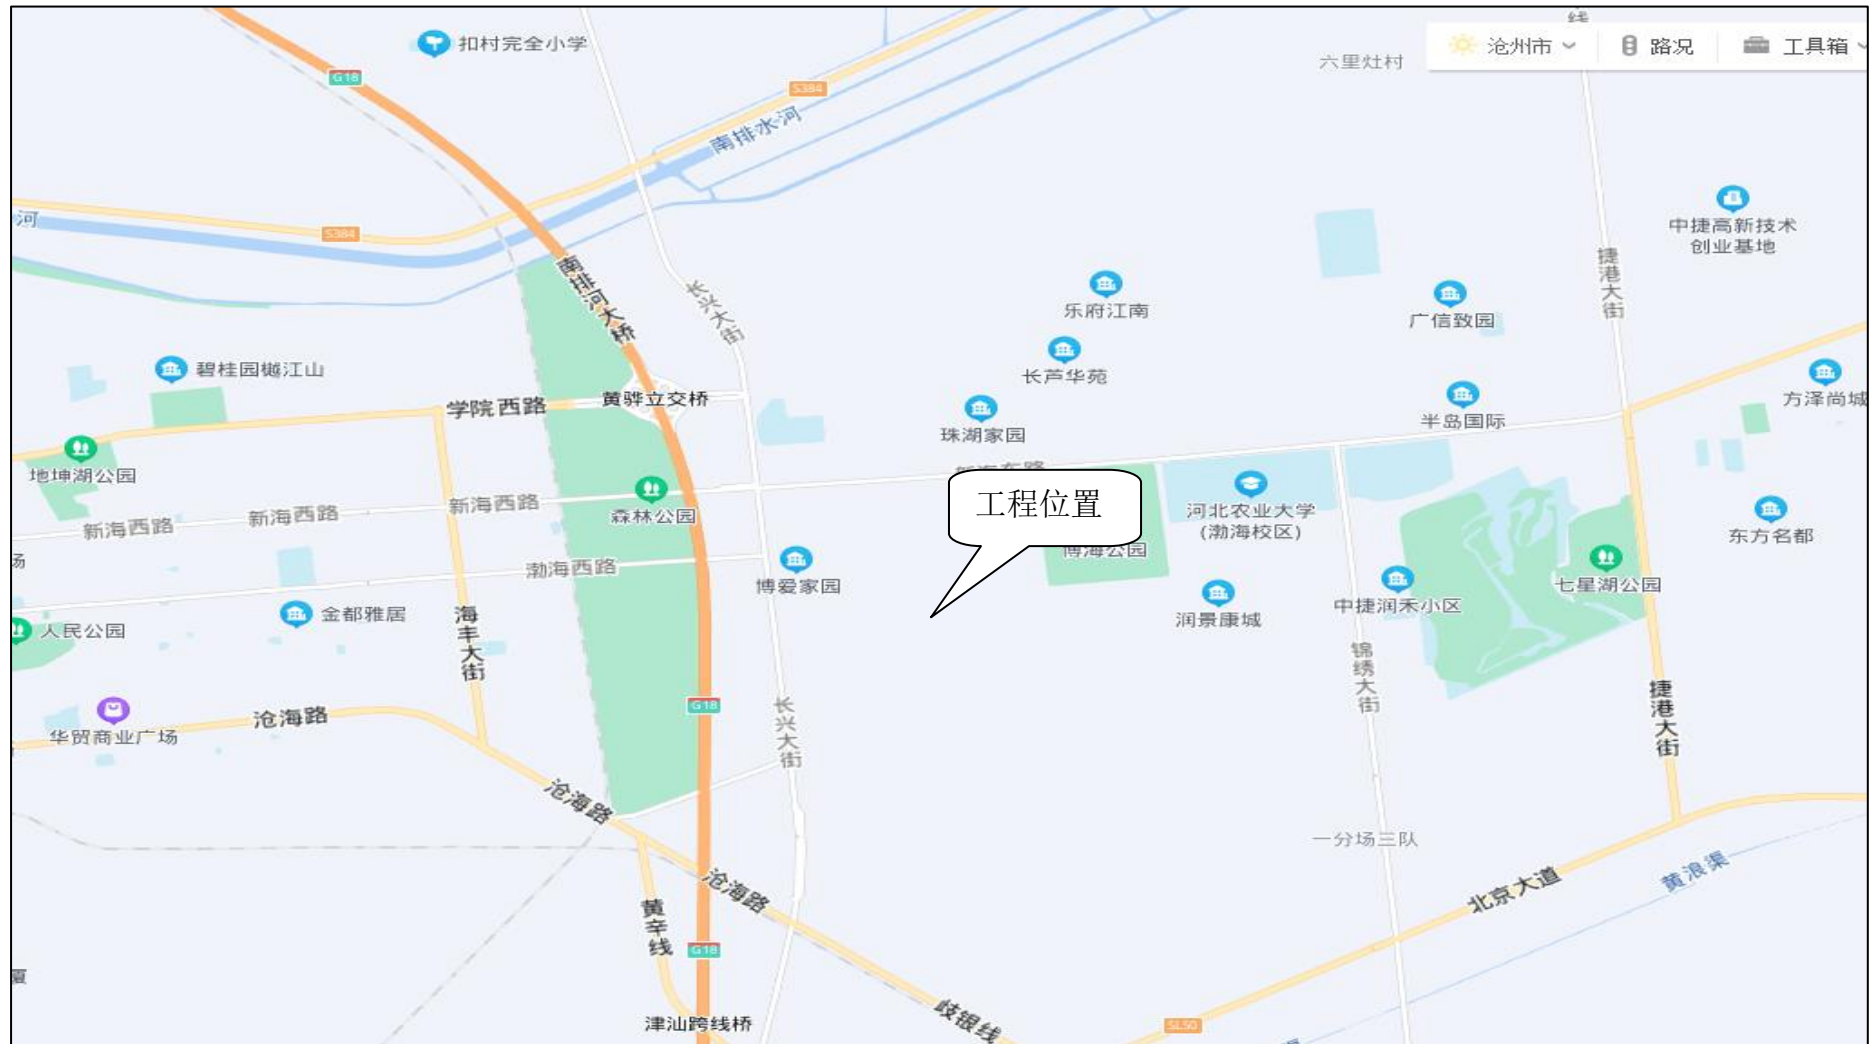 线
沧州市
路况
工具箱
扣村完全小学
六里灶村
G18
S384
南排水河
河
S384
南排河大桥
长兴大街
捷港大街
中捷高新技术
创业基地
乐府江南
广信致园
长芦华苑
碧桂园樾江山
学院西路
黄骅立交桥
珠湖家园
半岛国际
方泽尚城
地坤湖公园
新海东路
新海西路
新海西路
新海西路
森林公园
工程位置
河北农业大学
(渤海校区)
东方名都
场
渤海西路
博爱家园
博海公园
七星湖公园
金都雅居
人民公园
海丰大街
润景康城
中捷润禾小区
锦绣大街
捷港大街
G18
长兴大街
沧海路
华贸商业广场
沧海路
一分场三队
沧海路
北京大道
黄浪渠
黄辛线
G18
厦
津汕跨线桥
歧银线
SL50